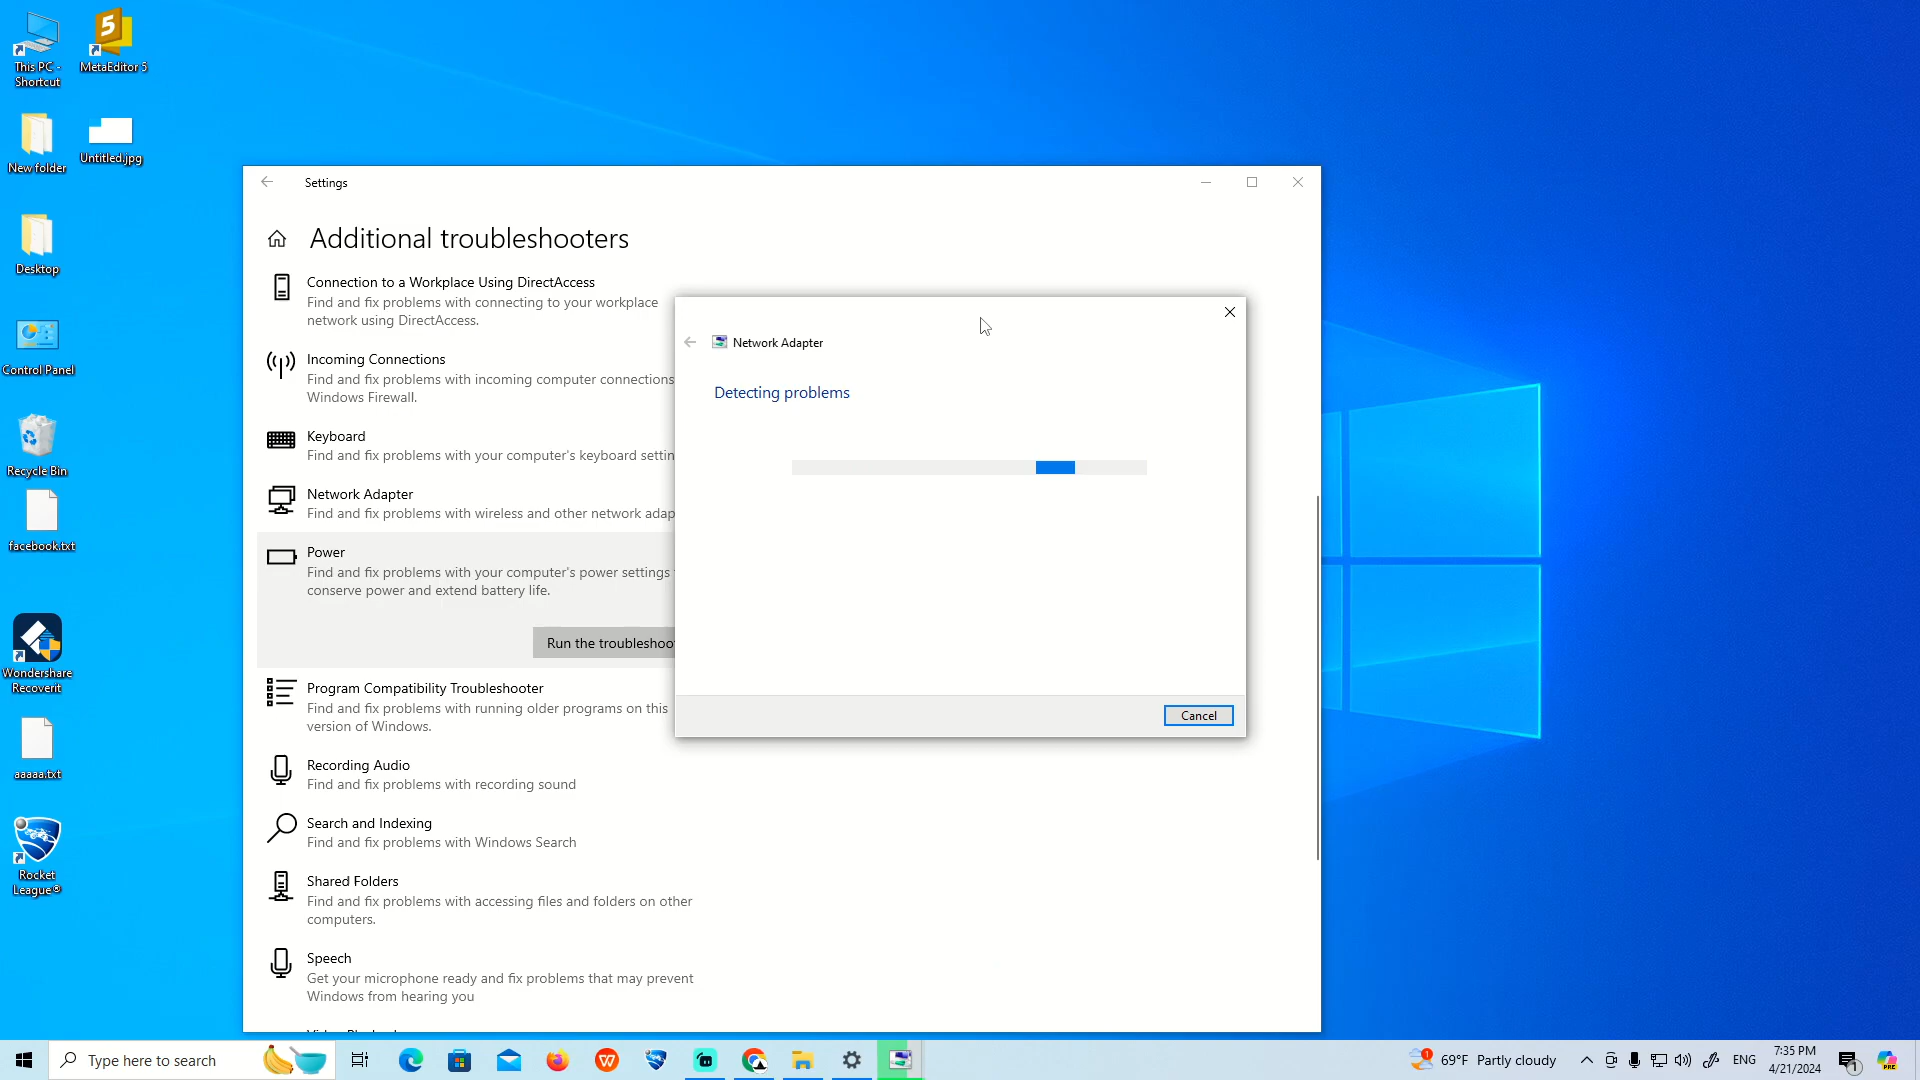 This PC -
Shortcut
MetaEditor 5
New folder
Untitled.jpg
Desktop
Control Panel
Recycle Bin
facebook.txt
Wondershare
Recoverit
aaaaa.txt
Rocket
League®
Settings
Additional troubleshooters
Connection to a Workplace Using DirectAccess
Find and fix problems with connecting to your workplace
network using DirectAccess.
Incoming Connections
Find and fix problems with incoming computer connections
Windows Firewall.
Keyboard
Find and fix problems with your computer's keyboard settin
Network Adapter
Find and fix problems with wireless and other network adap
Power
Find and fix problems with your computer's power settings
conserve power and extend battery life.
Run the troubleshoot
Program Compatibility Troubleshooter
Find and fix problems with running older programs on this
version of Windows.
Recording Audio
Find and fix problems with recording sound
Search and Indexing
Find and fix problems with Windows Search
Shared Folders
Find and fix problems with accessing files and folders on other
computers.
Speech
Get your microphone ready and fix problems that may prevent
Windows from hearing you
Network Adapter
Detecting problems
Cancel
Type here to search
69°F Partly cloudy
ENG
7:35 PM
4/21/2024